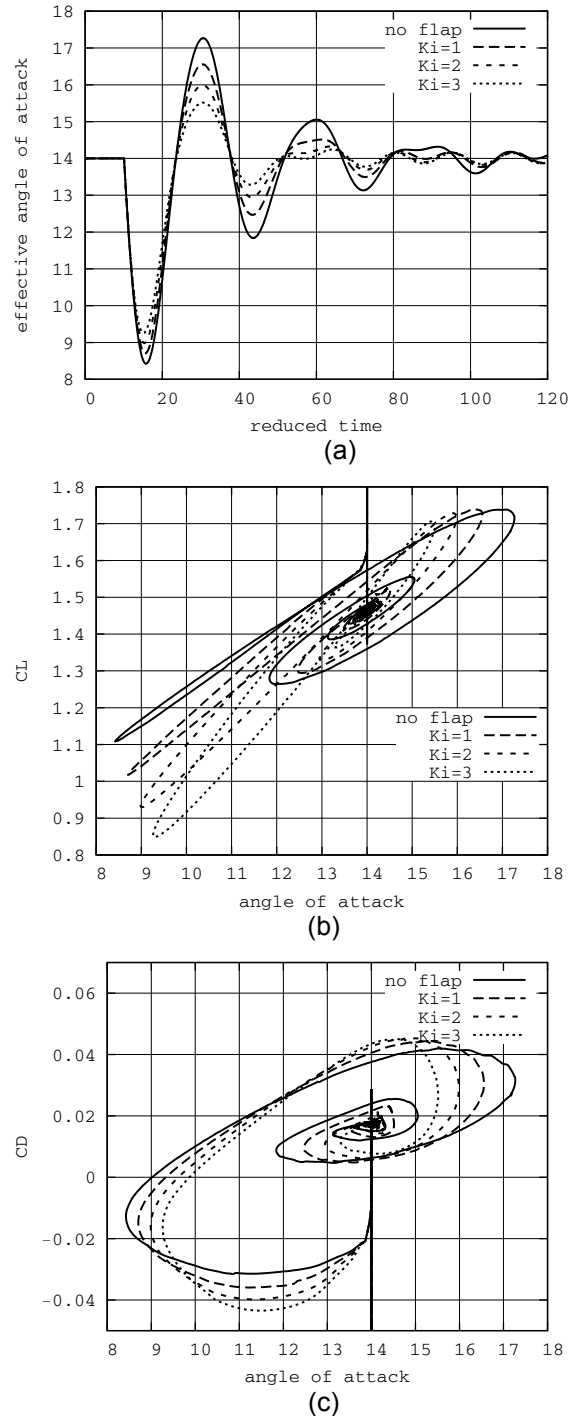 18
17
16
15
14
13
12
11
10
9
8
effective angle of attack
no flap
Ki=1
Ki=2
Ki=3
0 20 40 60 80 100 120
reduced time
(a)
1.8
1.7
1.6
1.5
1.4
1.3
1.2
1.1
1
0.9
0.8
CL
no flap
Ki=1
Ki=2
Ki=3
8 9 10 11 12 13 14 15 16 17 18
angle of attack
(b)
0.06
0.04
0.02
0
-0.02
-0.04
CD
no flap
Ki=1
Ki=2
Ki=3
8 9 10 11 12 13 14 15 16 17 18
angle of attack
(c)